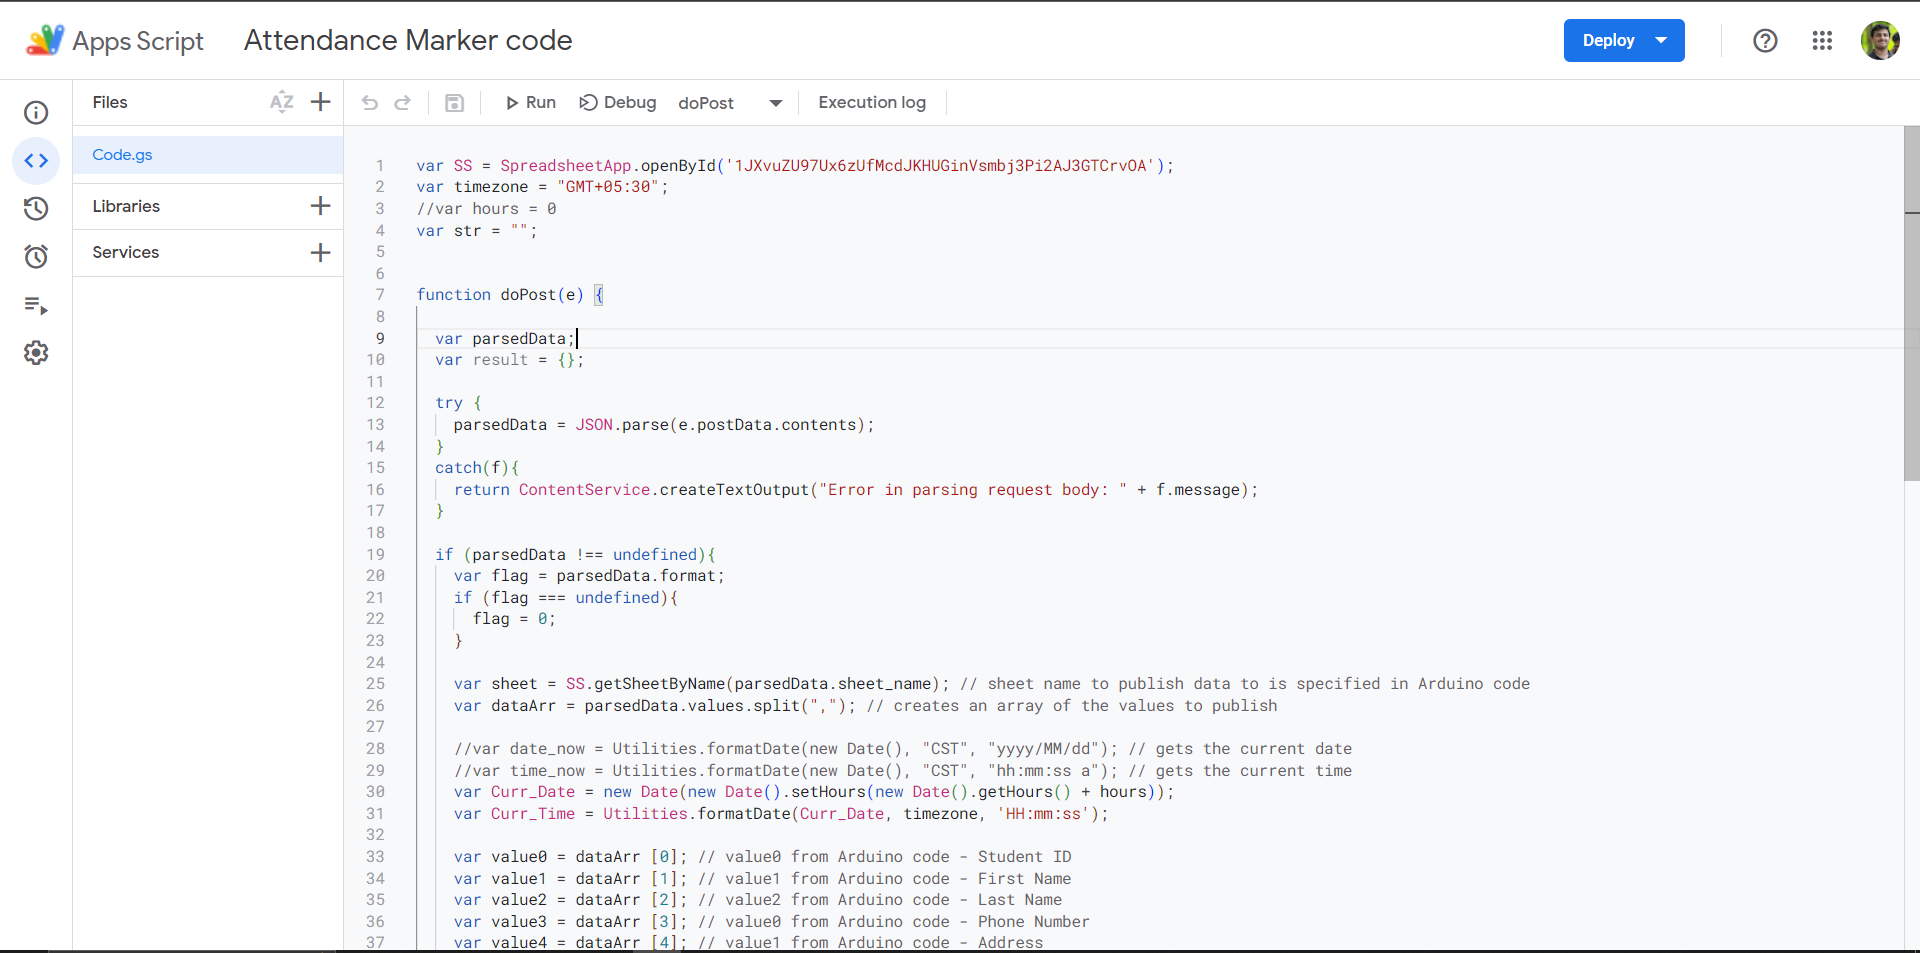 Apps Script Attendance Marker code Deploy
Files AZ
Run Debug doPost Execution log
Code.gs
Libraries
Services
1 var SS = SpreadsheetApp.openById('1JXvuZU97Ux6zUfMcdJKHUGinVsmbj3Pi2AJ3GTCrvOA');
2 var timezone = "GMT+05:30";
3 //var hours = 0
4 var str = "";
5
6
7 function doPost(e) {
8
9 var parsedData;
10 var result = {};
11
12 try {
13 parsedData = JSON.parse(e.postData.contents);
14 }
15 catch(f){
16 return ContentService.createTextOutput("Error in parsing request body: " + f.message);
17 }
18
19 if (parsedData !== undefined){
20 var flag = parsedData.format;
21 if (flag === undefined){
22 flag = 0;
23 }
24
25 var sheet = SS.getSheetByName(parsedData.sheet_name); // sheet name to publish data to is specified in Arduino code
26 var dataArr = parsedData.values.split(","); // creates an array of the values to publish
27
28 //var date_now = Utilities.formatDate(new Date(), "CST", "yyyy/MM/dd"); // gets the current date
29 //var time_now = Utilities.formatDate(new Date(), "CST", "hh:mm:ss a"); // gets the current time
30 var Curr_Date = new Date(new Date().setHours(new Date().getHours() + hours));
31 var Curr_Time = Utilities.formatDate(Curr_Date, timezone, 'HH:mm:ss');
32
33 var value0 = dataArr [0]; // value0 from Arduino code - Student ID
34 var value1 = dataArr [1]; // value1 from Arduino code - First Name
35 var value2 = dataArr [2]; // value2 from Arduino code - Last Name
36 var value3 = dataArr [3]; // value0 from Arduino code - Phone Number
37 var value4 = dataArr [4]; // value1 from Arduino code - Address